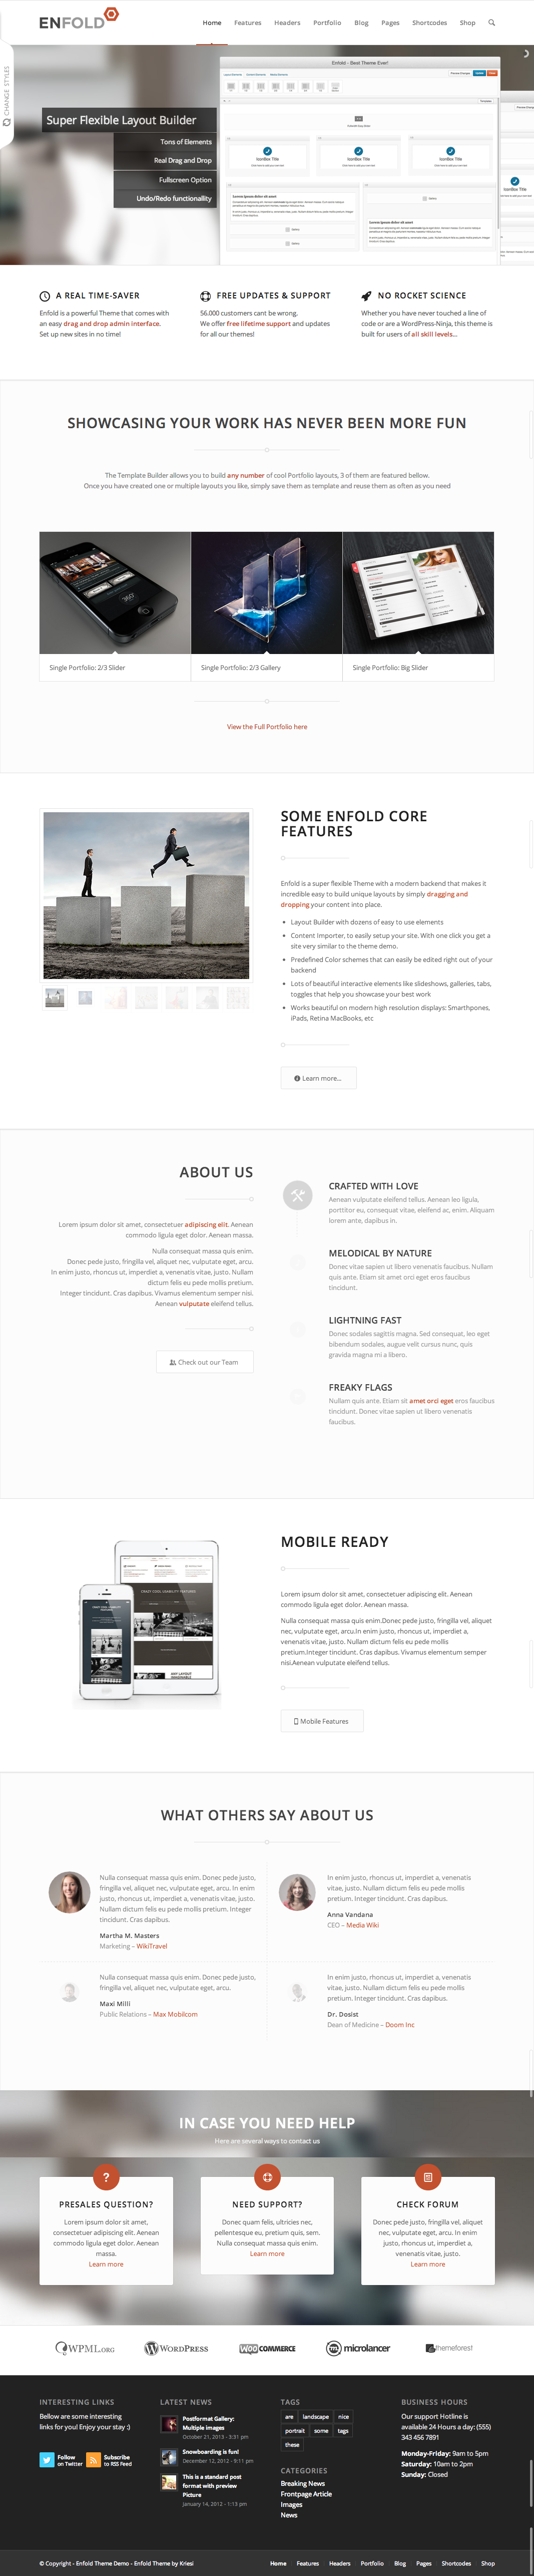 ENFOLD
Home Features Headers Portfolio Blog Pages Shortcodes Shop
CHANGE STYLES
Enfold - Best Theme Ever!
Super Flexible Layout Builder
Tons of Elements
Real Drag and Drop
Fullscreen Option
Undo/Redo functionality
IconBox Title IconBox Title IconBox Title
A REAL TIME-SAVER
Enfold is a powerful Theme that comes with
an easy drag and drop admin interface.
Set up new sites in no time!
FREE UPDATES & SUPPORT
56.000 customers cant be wrong.
We offer free lifetime support and updates
for all our themes!
NO ROCKET SCIENCE
Whether you have never touched a line of
code or are a WordPress-Ninja, this theme is
built for users of all skill levels...
SHOWCASING YOUR WORK HAS NEVER BEEN MORE FUN
The Template Builder allows you to build any number of cool Portfolio layouts, 3 of them are featured bellow.
Once you have created one or multiple layouts you like, simply save them as template and reuse them as often as you need
Single Portfolio: 2/3 Slider
Single Portfolio: 2/3 Gallery
Single Portfolio: Big Slider
View the Full Portfolio here
SOME ENFOLD CORE
FEATURES
Enfold is a super flexible Theme with a modern backend that makes it
incredible easy to build unique layouts by simply dragging and
dropping your content into place.
Layout Builder with dozens of easy to use elements
Content Importer, to easily setup your site. With one click you get a
site very similar to the theme demo.
Predefined Color schemes that can easily be edited right out of your
backend
Lots of beautiful interactive elements like slideshows, galleries, tabs,
toggles that help you showcase your best work
Works beautiful on modern high resolution displays: Smarthpones,
iPads, Retina MacBooks, etc
Learn more...
ABOUT US
Lorem ipsum dolor sit amet, consectetuer adipiscing elit. Aenean
commodo ligula eget dolor. Aenean massa.
Nulla consequat massa quis enim.
Donec pede justo, fringilla vel, aliquet nec, vulputate eget, arcu.
In enim justo, rhoncus ut, imperdiet a, venenatis vitae, justo. Nullam
dictum felis eu pede mollis pretium.
Integer tincidunt. Cras dapibus. Vivamus elementum semper nisi.
Aenean vulputate eleifend tellus.
Check out our Team
CRAFTED WITH LOVE
Aenean vulputate eleifend tellus. Aenean leo ligula,
porttitor eu, consequat vitae, eleifend ac, enim. Aliquam
lorem ante, dapibus in.
MELODICAL BY NATURE
Donec vitae sapien ut libero venenatis faucibus. Nullam
quis ante. Etiam sit amet orci eget eros faucibus
tincidunt.
LIGHTNING FAST
Donec sodales sagittis magna. Sed consequat, leo eget
bibendum sodales, augue velit cursus nunc, quis
gravida magna mi a libero.
FREAKY FLAGS
Nullam quis ante. Etiam sit amet orci eget eros faucibus
tincidunt. Donec vitae sapien ut libero venenatis
faucibus.
MOBILE READY
Lorem ipsum dolor sit amet, consectetuer adipiscing elit. Aenean
commodo ligula eget dolor. Aenean massa.
Nulla consequat massa quis enim.Donec pede justo, fringilla vel, aliquet
nec, vulputate eget, arcu.In enim justo, rhoncus ut, imperdiet a,
venenatis vitae, justo. Nullam dictum felis eu pede mollis
pretium.Integer tincidunt. Cras dapibus. Vivamus elementum semper
nisi.Aenean vulputate eleifend tellus.
Mobile Features
WHAT OTHERS SAY ABOUT US
Nulla consequat massa quis enim. Donec pede justo,
fringilla vel, aliquet nec, vulputate eget, arcu. In enim
justo, rhoncus ut, imperdiet a, venenatis vitae, justo.
Nullam dictum felis eu pede mollis pretium. Integer
tincidunt. Cras dapibus.
Martha M. Masters
Marketing – WikiTravel
In enim justo, rhoncus ut, imperdiet a, venenatis
vitae, justo. Nullam dictum felis eu pede mollis
pretium. Integer tincidunt. Cras dapibus.
Anna Vandana
CEO – Media Wiki
Nulla consequat massa quis enim. Donec pede justo,
fringilla vel, aliquet nec, vulputate eget, arcu.
Maxi Milli
Public Relations – Max Mobilcom
In enim justo, rhoncus ut, imperdiet a, venenatis
vitae, justo. Nullam dictum felis eu pede mollis
pretium. Integer tincidunt. Cras dapibus.
Dr. Dosist
Dean of Medicine – Doom Inc
IN CASE YOU NEED HELP
Here are several ways to contact us
PRESALES QUESTION?
Lorem ipsum dolor sit amet,
consectetuer adipiscing elit. Aenean
commodo ligula eget dolor. Aenean
massa.
Learn more
NEED SUPPORT?
Donec quam felis, ultricies nec,
pellentesque eu, pretium quis, sem.
Nulla consequat massa quis enim.
Learn more
CHECK FORUM
Donec pede justo, fringilla vel, aliquet
nec, vulputate eget, arcu. In enim
justo, rhoncus ut, imperdiet a,
venenatis vitae, justo.
Learn more
WPML.ORG WORDPRESS WOO COMMERCE microlancer themeforest
INTERESTING LINKS
Bellow are some interesting
links for you! Enjoy your stay :)
Follow
on Twitter
Subscribe
to RSS Feed
LATEST NEWS
Postformat Gallery:
Multiple images
October 21, 2013 - 3:31 pm
Snowboarding is fun!
December 12, 2012 - 9:11 pm
This is a standard post
format with preview
Picture
January 14, 2012 - 1:13 pm
TAGS
are landscape nice
portrait some tags
these
CATEGORIES
Breaking News
Frontpage Article
Images
News
BUSINESS HOURS
Our support Hotline is
available 24 Hours a day: (555)
343 456 7891
Monday-Friday: 9am to 5pm
Saturday: 10am to 2pm
Sunday: Closed
© Copyright - Enfold Theme Demo - Enfold Theme by Kriesi
Home Features Headers Portfolio Blog Pages Shortcodes Shop